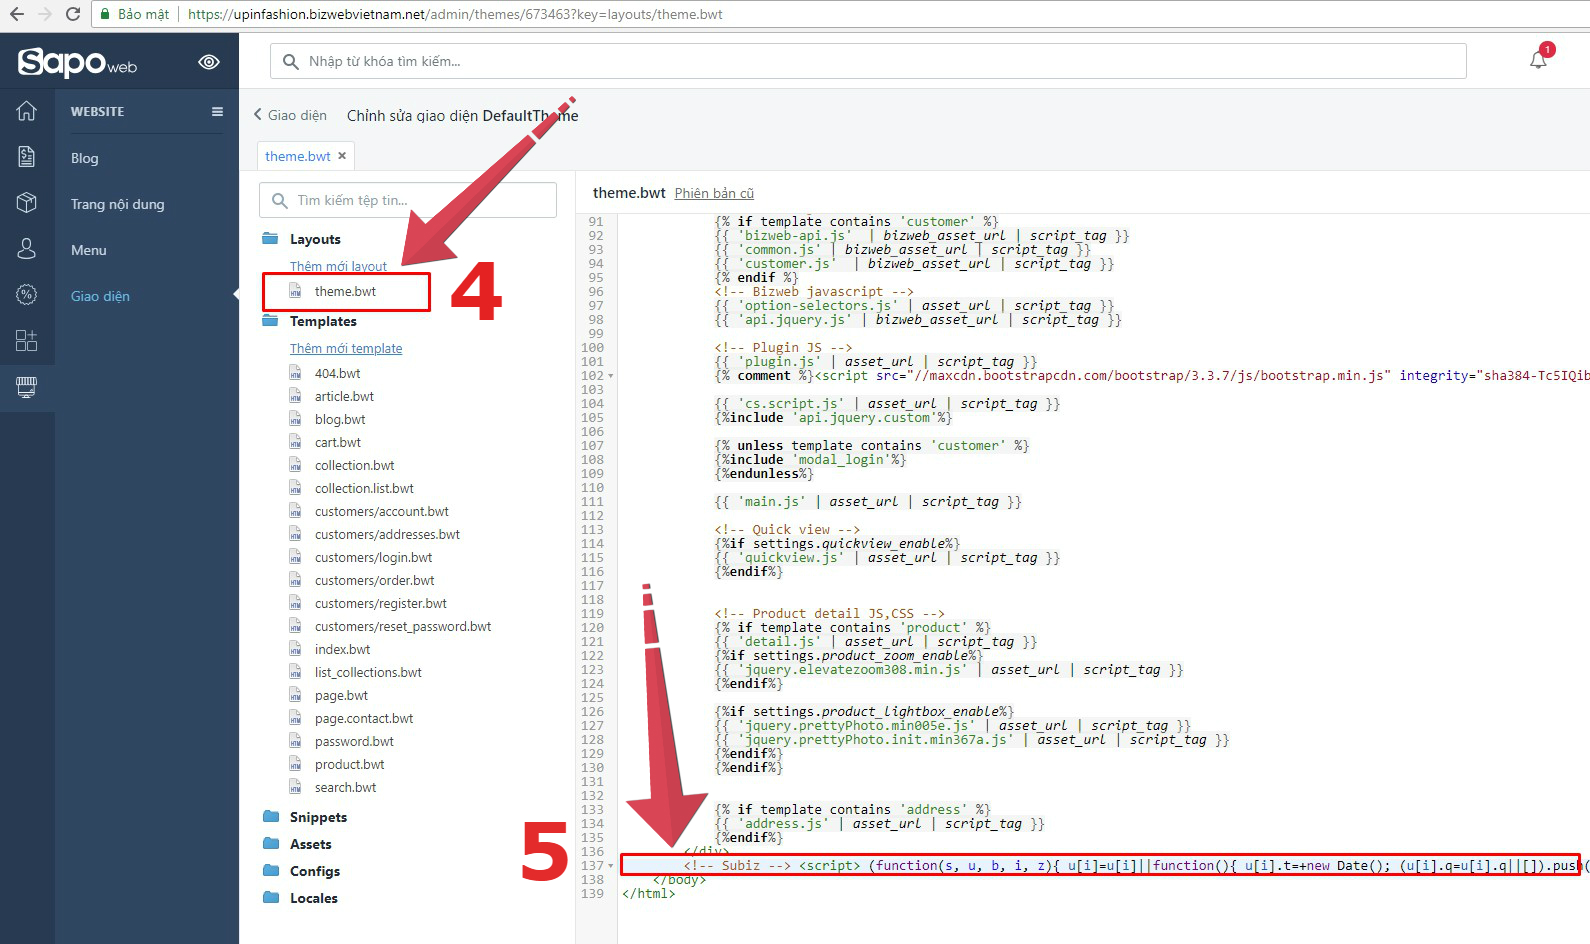 Bảo mật https://upinfashion.bizwebvietnam.net/admin/themes/673463?key=layouts/theme.bwt
Sapo web
Nhập từ khóa tìm kiếm...
1
WEBSITE
Blog
Trang nội dung
Menu
Giao diện
Giao diện Chỉnh sửa giao diện DefaultTheme
theme.bwt ×
Tìm kiếm tệp tin...
Layouts
Thêm mới layout
theme.bwt
4
Templates
Thêm mới template
404.bwt
article.bwt
blog.bwt
cart.bwt
collection.bwt
collection.list.bwt
customers/account.bwt
customers/addresses.bwt
customers/login.bwt
customers/order.bwt
customers/register.bwt
customers/reset_password.bwt
index.bwt
list_collections.bwt
page.bwt
page.contact.bwt
password.bwt
product.bwt
search.bwt
Snippets
Assets
Configs
Locales
5
theme.bwt Phiên bản cũ
91 {% if template contains 'customer' %}
92 {{ 'bizweb-api.js' | bizweb_asset_url | script_tag }}
93 {{ 'common.js' | bizweb_asset_url | script_tag }}
94 {{ 'customer.js' | bizweb_asset_url | script_tag }}
95 {% endif %}
96 <!-- Bizweb javascript -->
97 {{ 'option-selectors.js' | asset_url | script_tag }}
98 {{ 'api.jquery.js' | bizweb_asset_url | script_tag }}
99
100 <!-- Plugin JS -->
101 {{ 'plugin.js' | asset_url | script_tag }}
102 {% comment %}<script src="//maxcdn.bootstrapcdn.com/bootstrap/3.3.7/js/bootstrap.min.js" integrity="sha384-Tc5IQib
103
104 {{ 'cs.script.js' | asset_url | script_tag }}
105 {%include 'api.jquery.custom'%}
106
107 {% unless template contains 'customer' %}
108 {%include 'modal_login'%}
109 {%endunless%}
110
111 {{ 'main.js' | asset_url | script_tag }}
112
113 <!-- Quick view -->
114 {%if settings.quickview_enable%}
115 {{ 'quickview.js' | asset_url | script_tag }}
116 {%endif%}
117
118
119 <!-- Product detail JS,CSS -->
120 {% if template contains 'product' %}
121 {{ 'detail.js' | asset_url | script_tag }}
122 {%if settings.product_zoom_enable%}
123 {{ 'jquery.elevatezoom308.min.js' | asset_url | script_tag }}
124 {%endif%}
125
126 {%if settings.product_lightbox_enable%}
127 {{ 'jquery.prettyPhoto.min005e.js' | asset_url | script_tag }}
128 {{ 'jquery.prettyPhoto.init.min367a.js' | asset_url | script_tag }}
129 {%endif%}
130 {%endif%}
131
132
133 {% if template contains 'address' %}
134 {{ 'address.js' | asset_url | script_tag }}
135 {%endif%}
136 </div>
137 <!-- Subiz --> <script> (function(s, u, b, i, z){ u[i]=u[i]||function(){ u[i].t=+new Date(); (u[i].q=u[i].q||[]).push(
138 </body>
139 </html>